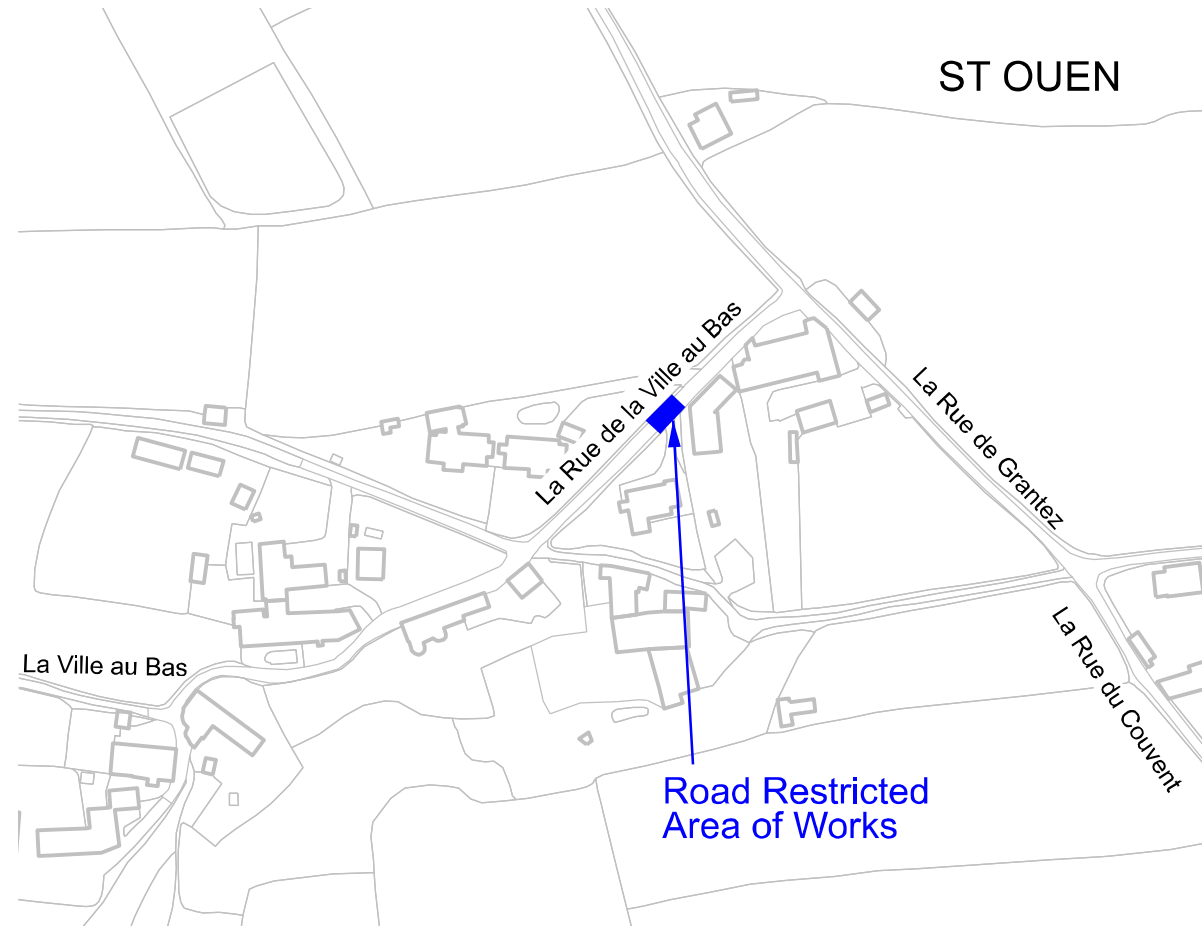 ST OUEN
La Rue de la Ville au Bas
La Rue de Grantez
La Ville au Bas
La Rue du Couvent
Road Restricted
Area of Works